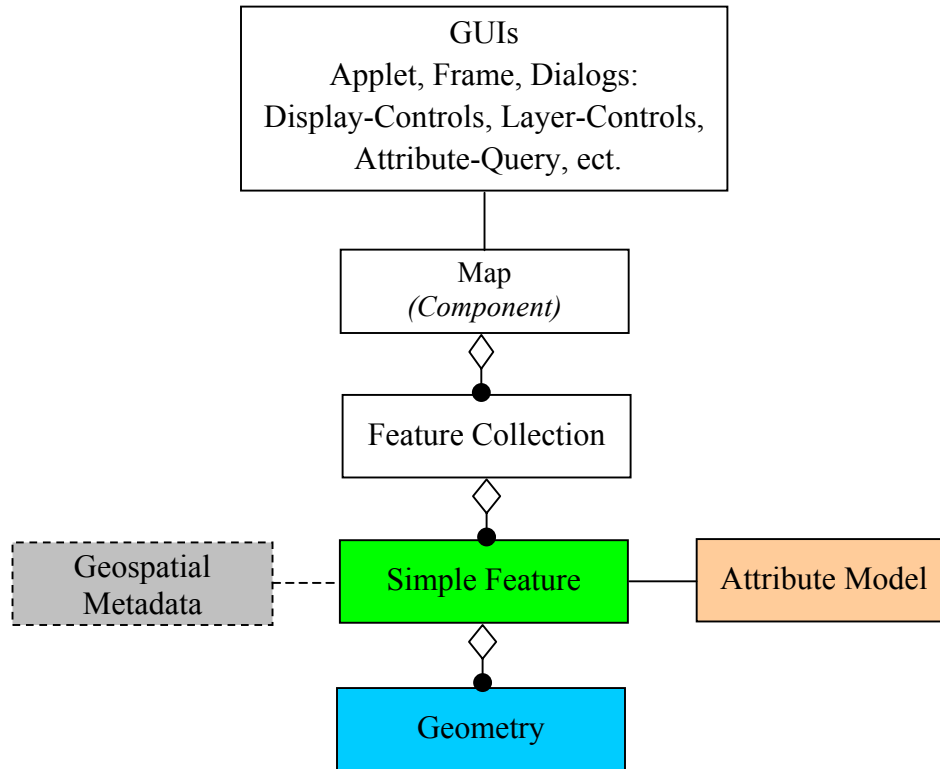 GUIs
Applet, Frame, Dialogs:
Display-Controls, Layer-Controls,
Attribute-Query, ect.
Map
(Component)
Feature Collection
Geospatial
Metadata
Simple Feature
Attribute Model
Geometry